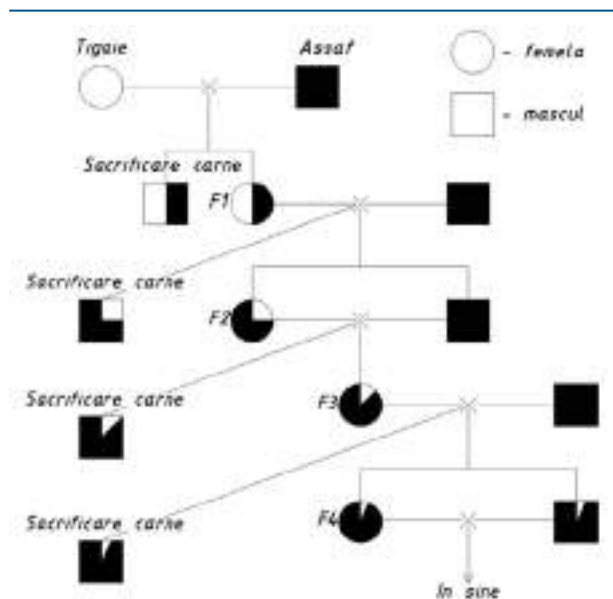 Tigaie Assaf
- femela
- mascul
Sacrificare carne
F1
Sacrificare carne
F2
Sacrificare carne
F3
Sacrificare carne
F4
In sine